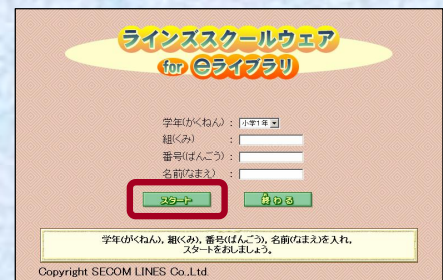 ラインズスクールウェア
for eライブラリ
学年(がくねん) : 小学1年
組(くみ) :
番号(ばんごう) :
名前(なまえ) :
スタート 終わる
学年(がくねん), 組(くみ), 番号(ばんごう), 名前(なまえ)を入れ,
スタートをおしましょう。
Copyright SECOM LINES Co.,Ltd.